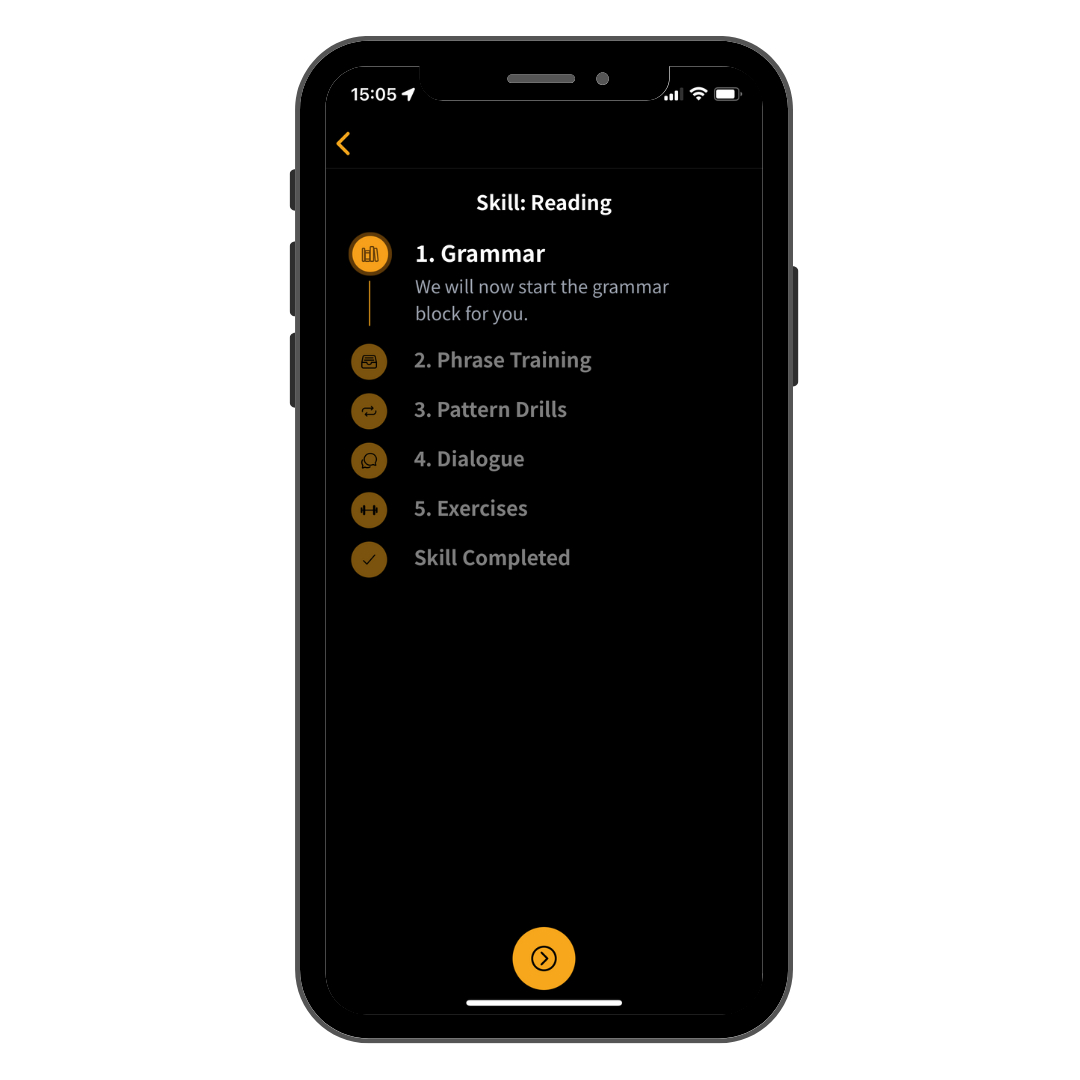 15:05
Skill: Reading
1. Grammar
We will now start the grammar
block for you.
2. Phrase Training
3. Pattern Drills
4. Dialogue
5. Exercises
Skill Completed